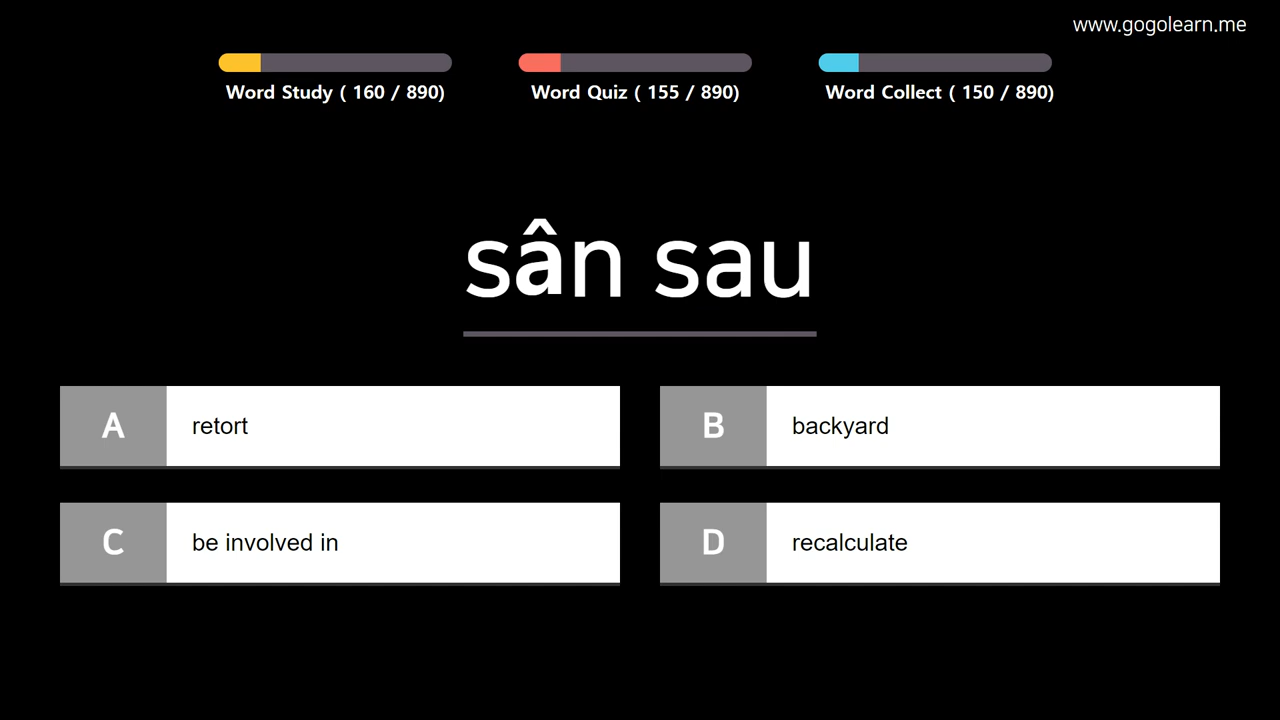 www.gogolearn.me
Word Study ( 160 / 890)
Word Quiz ( 155 / 890)
Word Collect ( 150 / 890)
sân sau
A retort
B backyard
C be involved in
D recalculate